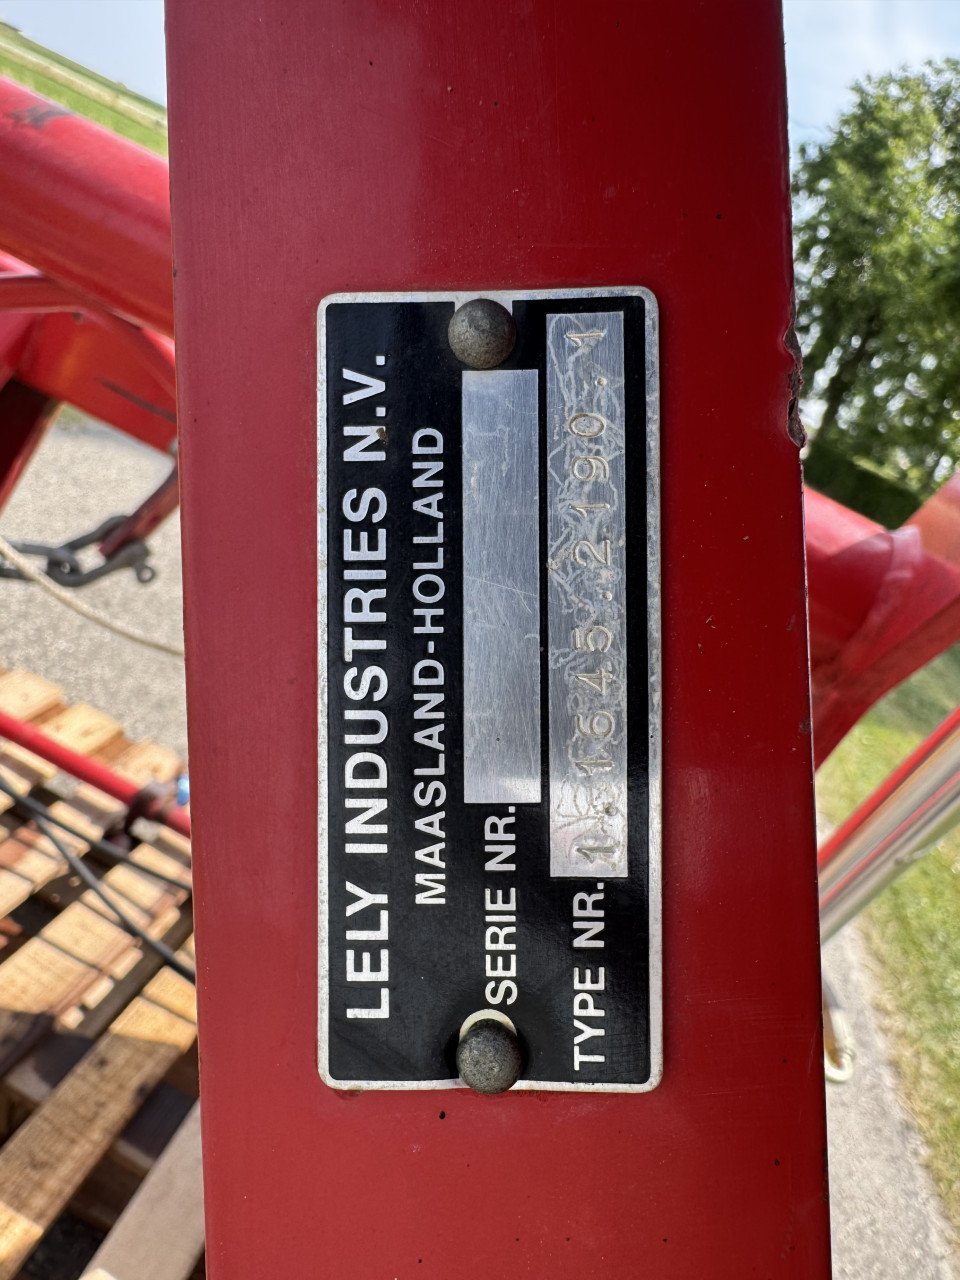 LELY INDUSTRIES N.V.
MAASLAND-HOLLAND
SERIE NR.
TYPE NR. 1.1645.2190.1